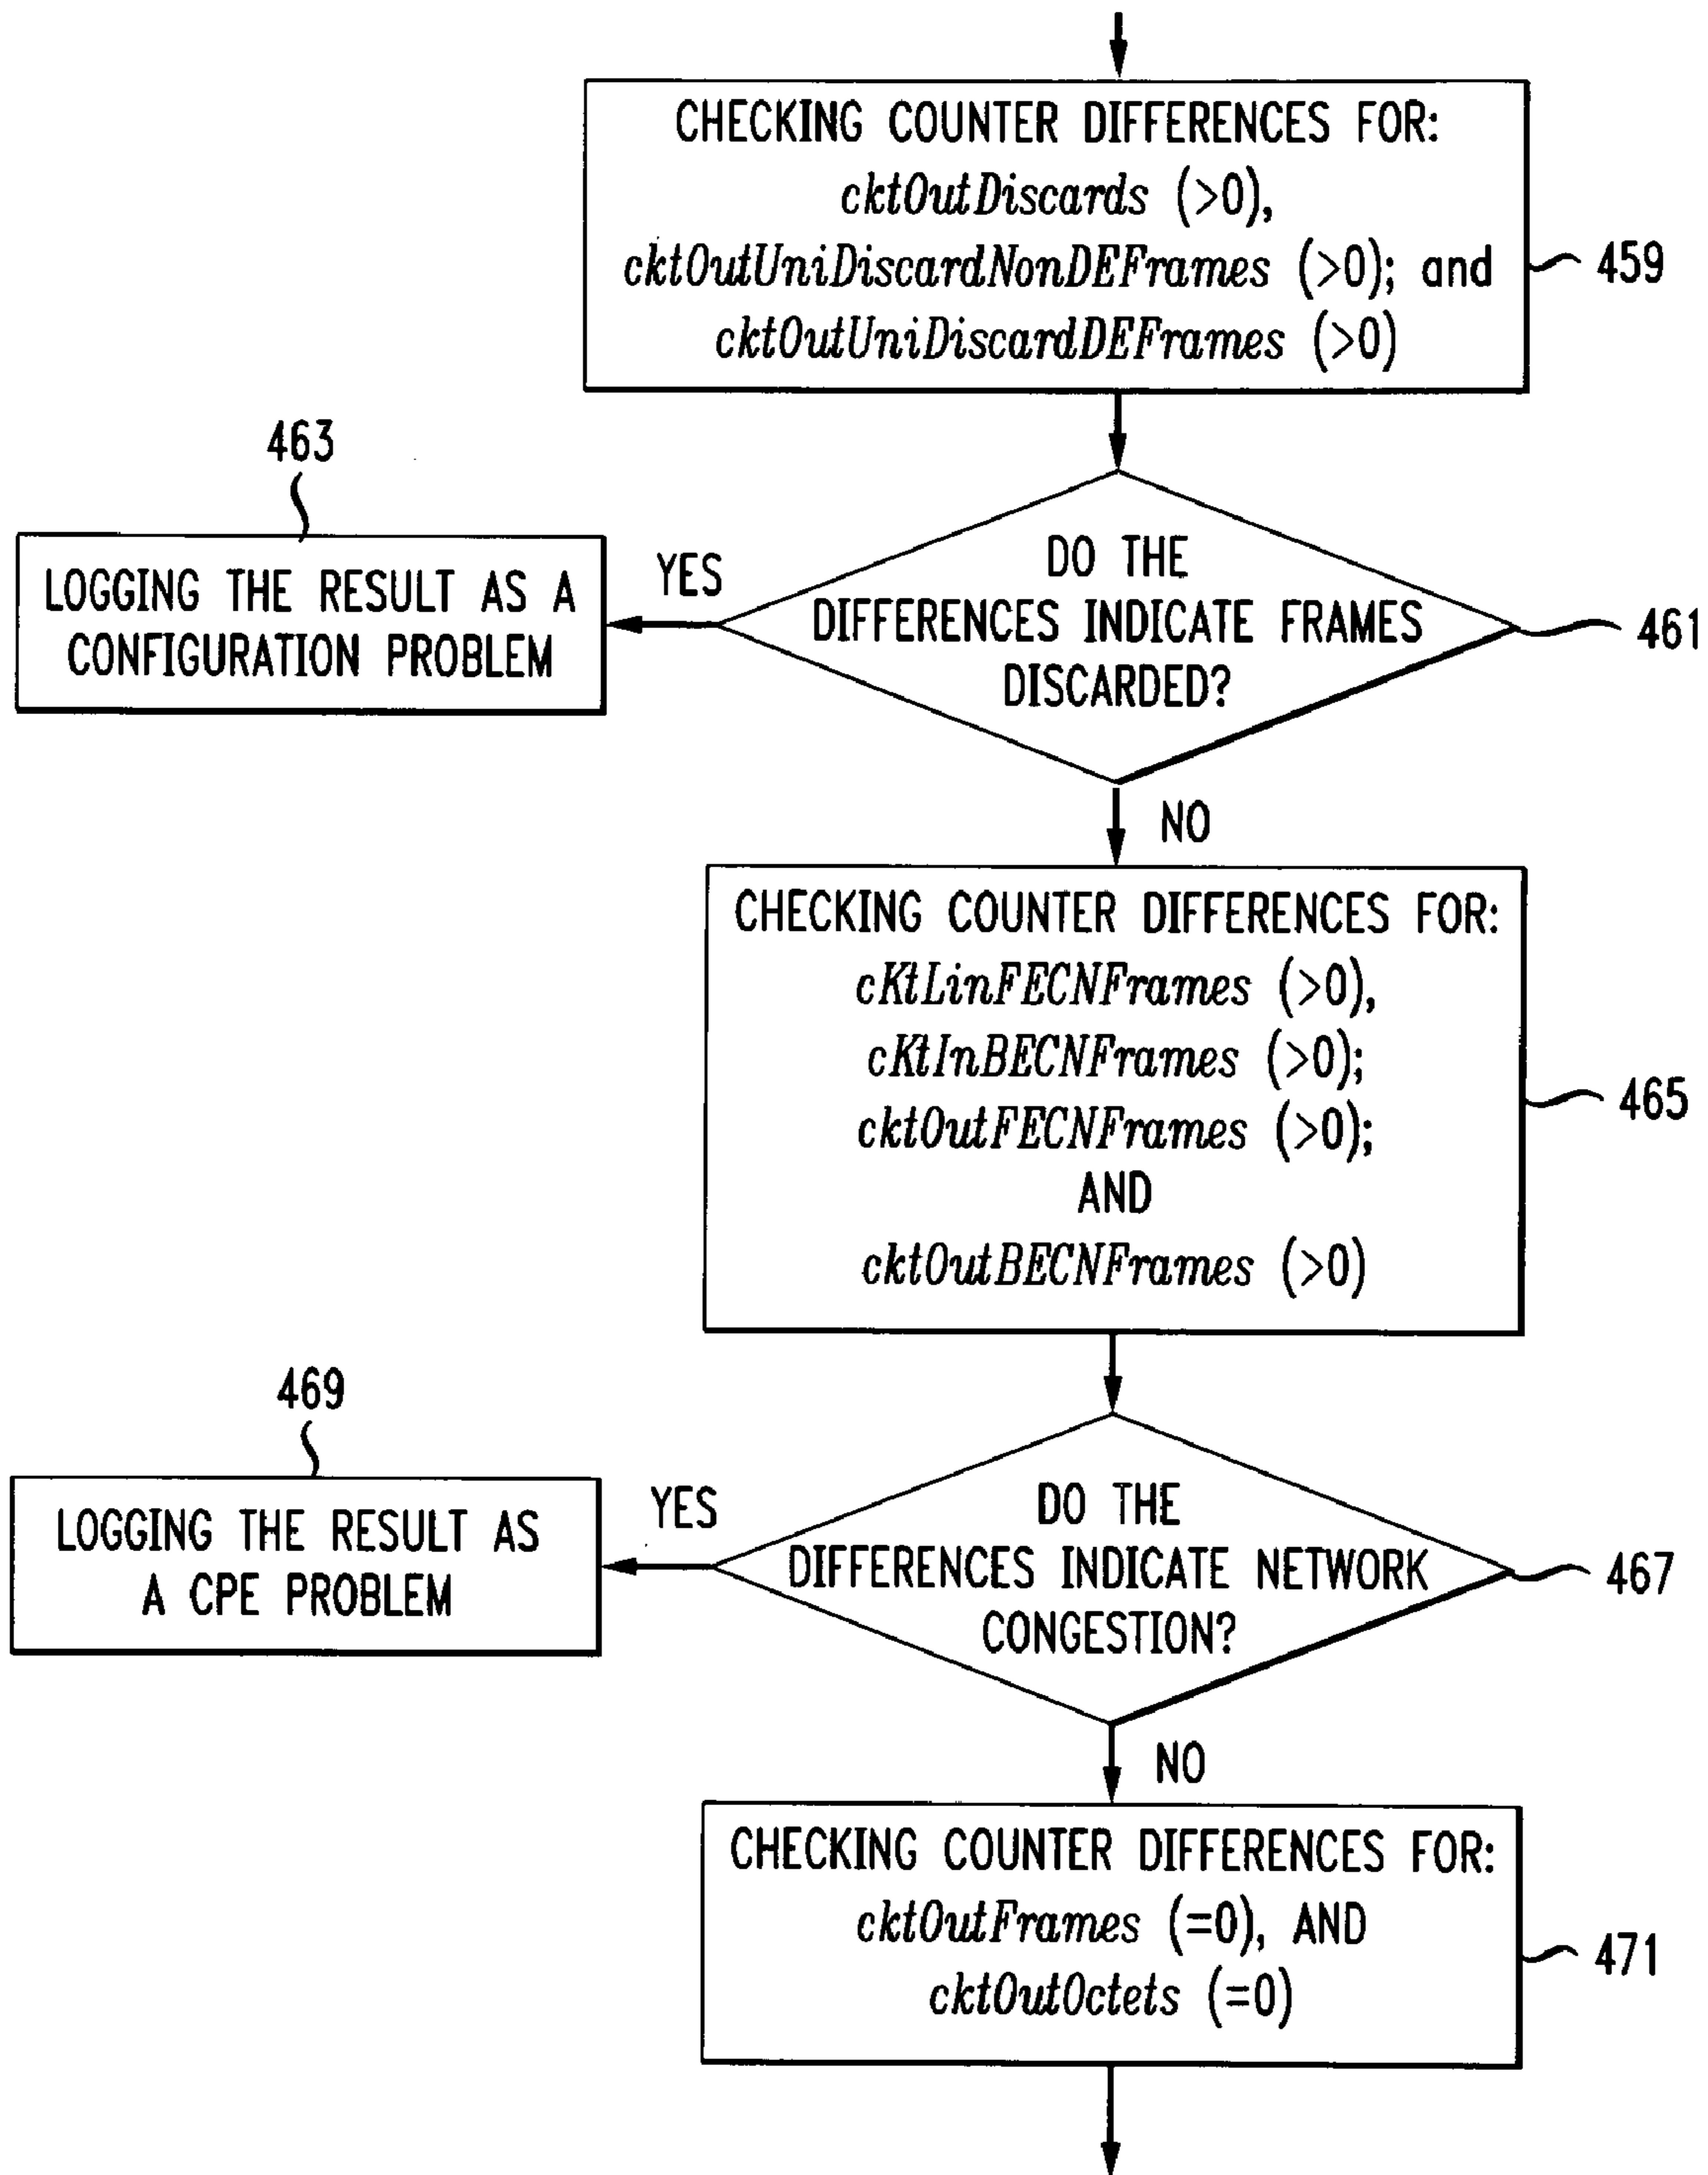 CHECKING COUNTER DIFFERENCES FOR:
cktOutDiscards (>0),
cktOutUniDiscardNonDEFrames (>0); and
cktOutUniDiscardDEFrames (>0)
459
463
LOGGING THE RESULT AS A
CONFIGURATION PROBLEM
YES
DO THE
DIFFERENCES INDICATE FRAMES
DISCARDED?
461
NO
CHECKING COUNTER DIFFERENCES FOR:
cKtLinFECNFrames (>0),
cKtInBECNFrames (>0);
cktOutFECNFrames (>0);
AND
cktOutBECNFrames (>0)
465
469
LOGGING THE RESULT AS
A CPE PROBLEM
YES
DO THE
DIFFERENCES INDICATE NETWORK
CONGESTION?
467
NO
CHECKING COUNTER DIFFERENCES FOR:
cktOutFrames (=0), AND
cktOutOctets (=0)
471